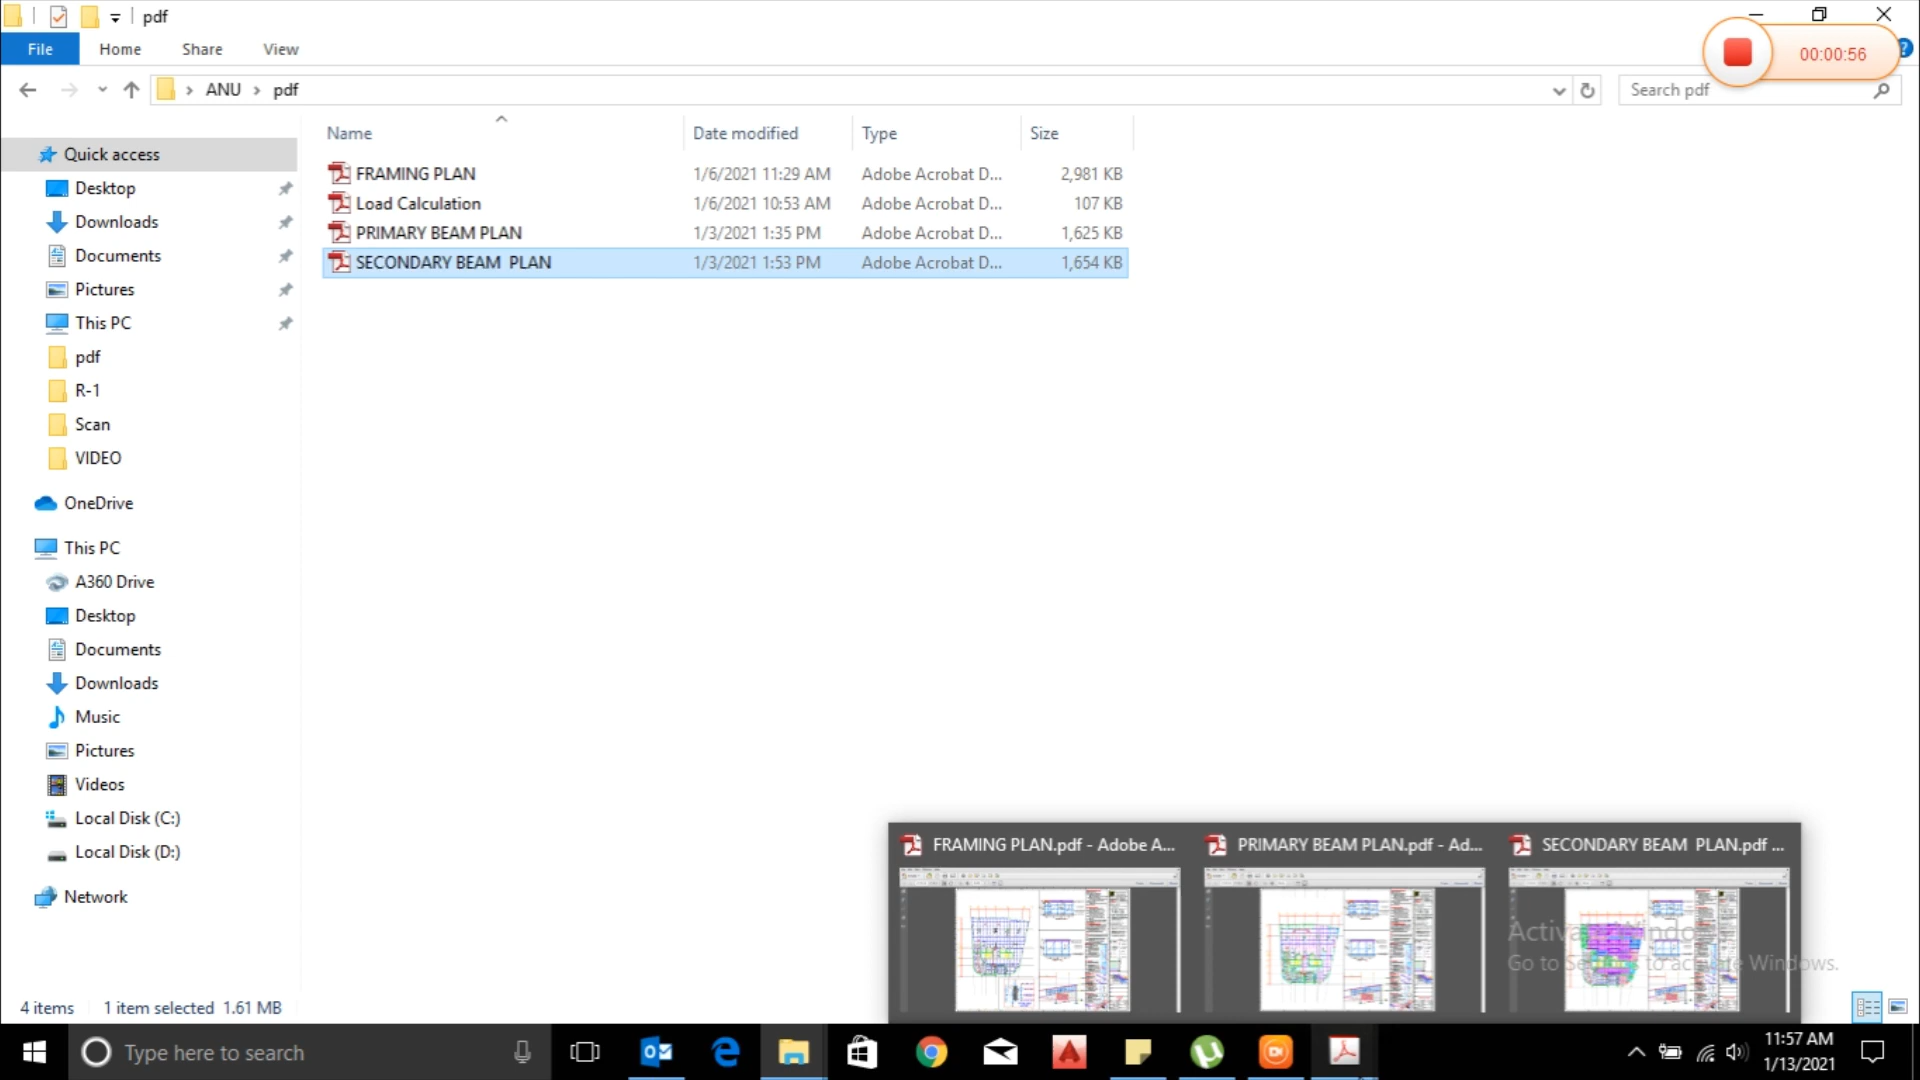 pdf
File Home Share View
00:00:56
ANU pdf
Search pdf
Name Date modified Type Size
Quick access
Desktop
Downloads
Documents
Pictures
This PC
pdf
R-1
Scan
VIDEO
OneDrive
This PC
A360 Drive
Desktop
Documents
Downloads
Music
Pictures
Videos
Local Disk (C:)
Local Disk (D:)
Network
FRAMING PLAN 1/6/2021 11:29 AM Adobe Acrobat D... 2,981 KB
Load Calculation 1/6/2021 10:53 AM Adobe Acrobat D... 107 KB
PRIMARY BEAM PLAN 1/3/2021 1:35 PM Adobe Acrobat D... 1,625 KB
SECONDARY BEAM PLAN 1/3/2021 1:53 PM Adobe Acrobat D... 1,654 KB
FRAMING PLAN.pdf - Adobe A... PRIMARY BEAM PLAN.pdf - Ad... SECONDARY BEAM PLAN.pdf ...
Go to Windows.
4 items 1 item selected 1.61 MB
Type here to search
11:57 AM
1/13/2021